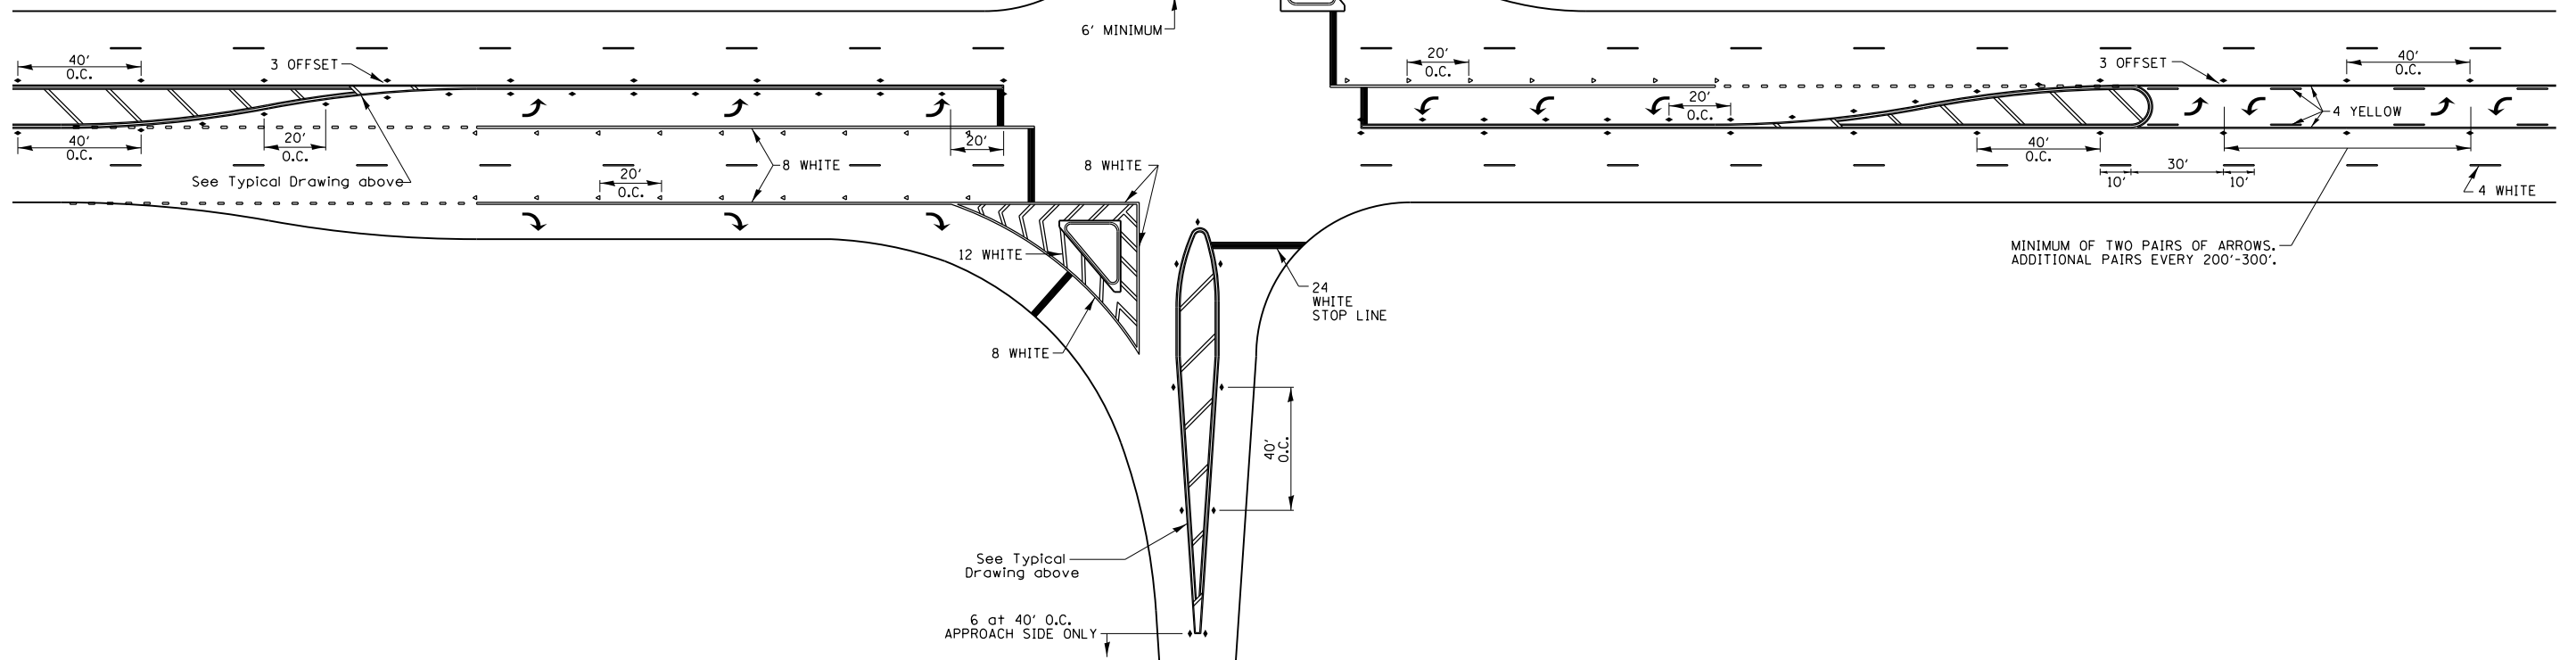 6' MINIMUM
40'
O.C.
3 OFFSET
20'
O.C.
3 OFFSET
40'
O.C.
20'
O.C.
4 YELLOW
40'
O.C.
20'
O.C.
20'
8 WHITE
8 WHITE
40'
O.C.
30'
10'
10'
See Typical Drawing above
20'
O.C.
4 WHITE
12 WHITE
MINIMUM OF TWO PAIRS OF ARROWS.
ADDITIONAL PAIRS EVERY 200'-300'.
24
WHITE
STOP LINE
8 WHITE
40'
O.C.
See Typical
Drawing above
6 at 40' O.C.
APPROACH SIDE ONLY